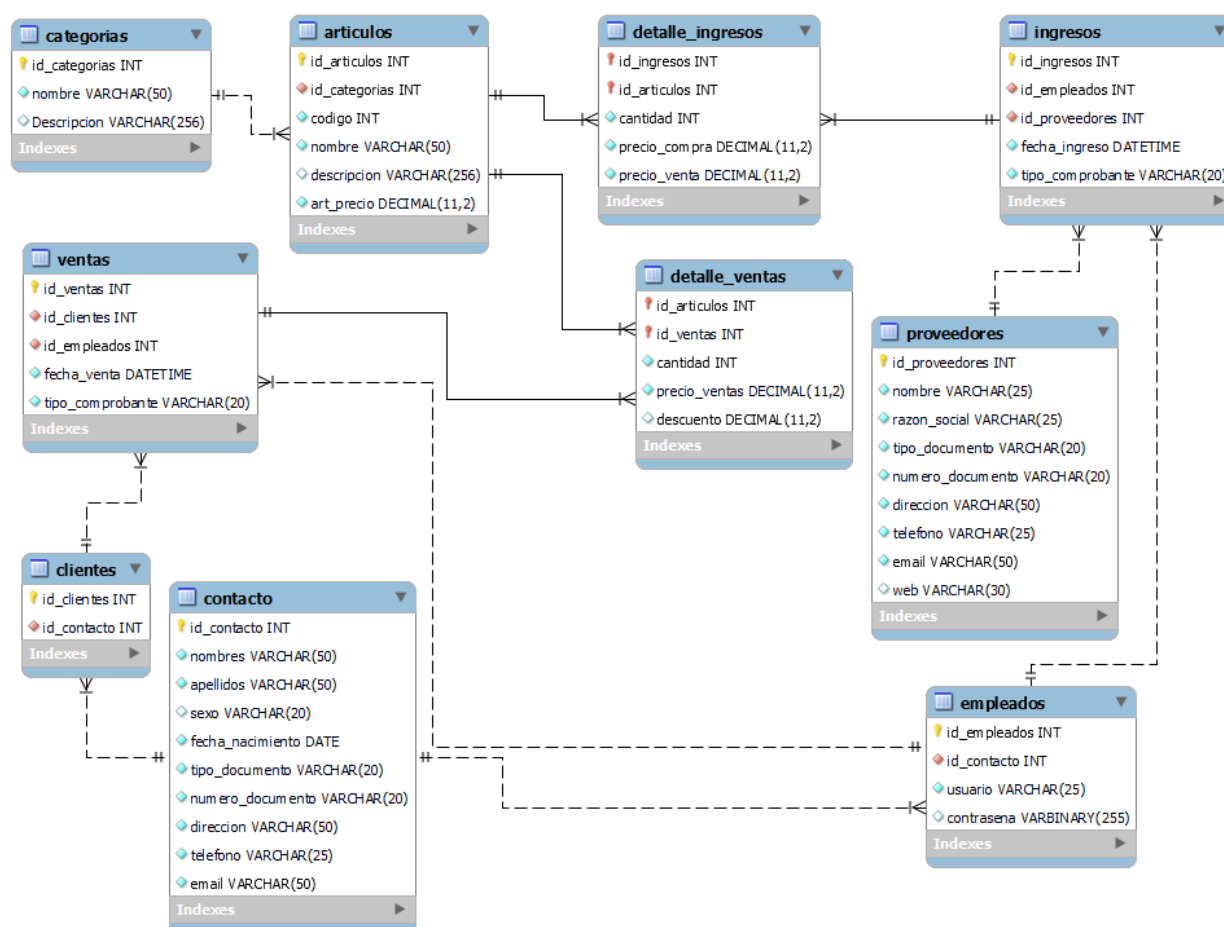 categorias
id_categorias INT
nombre VARCHAR(50)
Descripcion VARCHAR(256)
Indexes
articulos
id_articulos INT
id_categorias INT
codigo INT
nombre VARCHAR(50)
descripcion VARCHAR(256)
art_precio DECIMAL(11,2)
Indexes
detalle_ingresos
id_ingresos INT
id_articulos INT
cantidad INT
precio_compra DECIMAL(11,2)
precio_venta DECIMAL(11,2)
Indexes
ingresos
id_ingresos INT
id_empleados INT
id_proveedores INT
fecha_ingreso DATETIME
tipo_comprobante VARCHAR(20)
Indexes
ventas
id_ventas INT
id_clientes INT
id_empleados INT
fecha_venta DATETIME
tipo_comprobante VARCHAR(20)
Indexes
detalle_ventas
id_articulos INT
id_ventas INT
cantidad INT
precio_ventas DECIMAL(11,2)
descuento DECIMAL(11,2)
Indexes
proveedores
id_proveedores INT
nombre VARCHAR(25)
razon_social VARCHAR(25)
tipo_documento VARCHAR(20)
numero_documento VARCHAR(20)
direccion VARCHAR(50)
telefono VARCHAR(25)
email VARCHAR(50)
web VARCHAR(30)
Indexes
clientes
id_clientes INT
id_contacto INT
Indexes
contacto
id_contacto INT
nombres VARCHAR(50)
apellidos VARCHAR(50)
sexo VARCHAR(20)
fecha_nacimiento DATE
tipo_documento VARCHAR(20)
numero_documento VARCHAR(20)
direccion VARCHAR(50)
telefono VARCHAR(25)
email VARCHAR(50)
Indexes
empleados
id_empleados INT
id_contacto INT
usuario VARCHAR(25)
contrasena VARBINARY(255)
Indexes